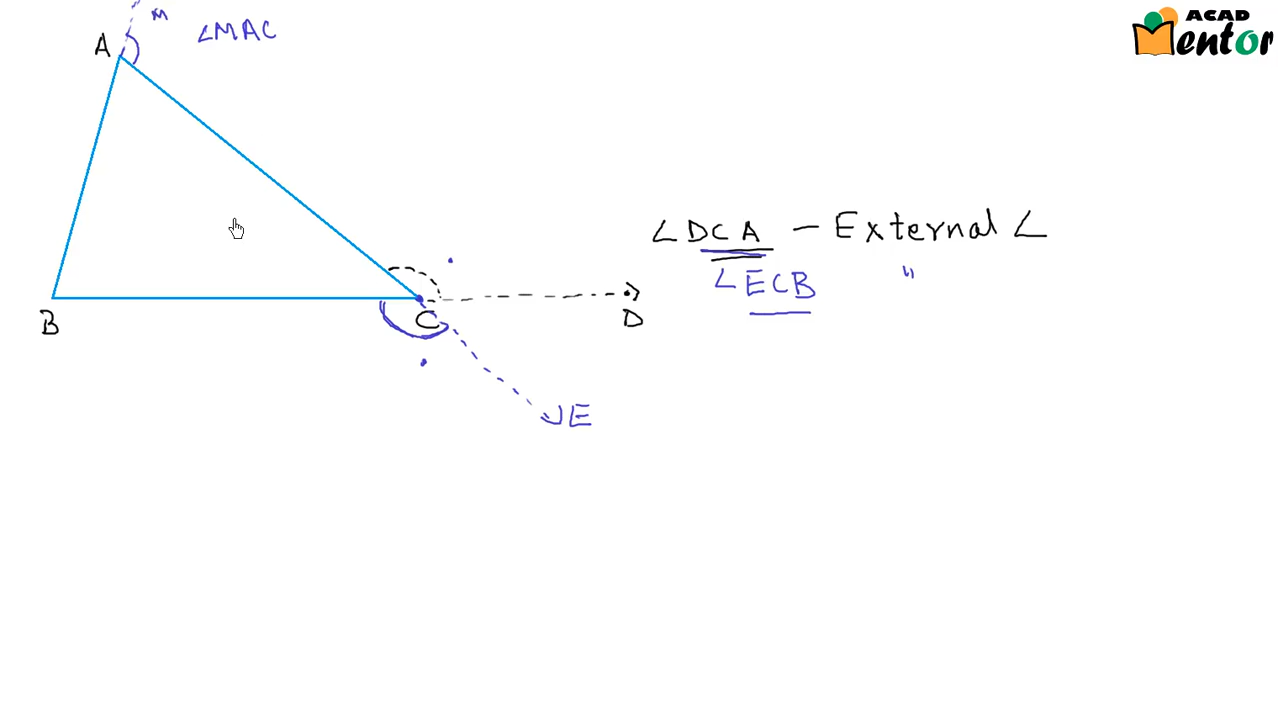 M
∠MAC
A
ACAD
Mentor
∠DCA — External ∠
∠ECB "
B
C
D
E